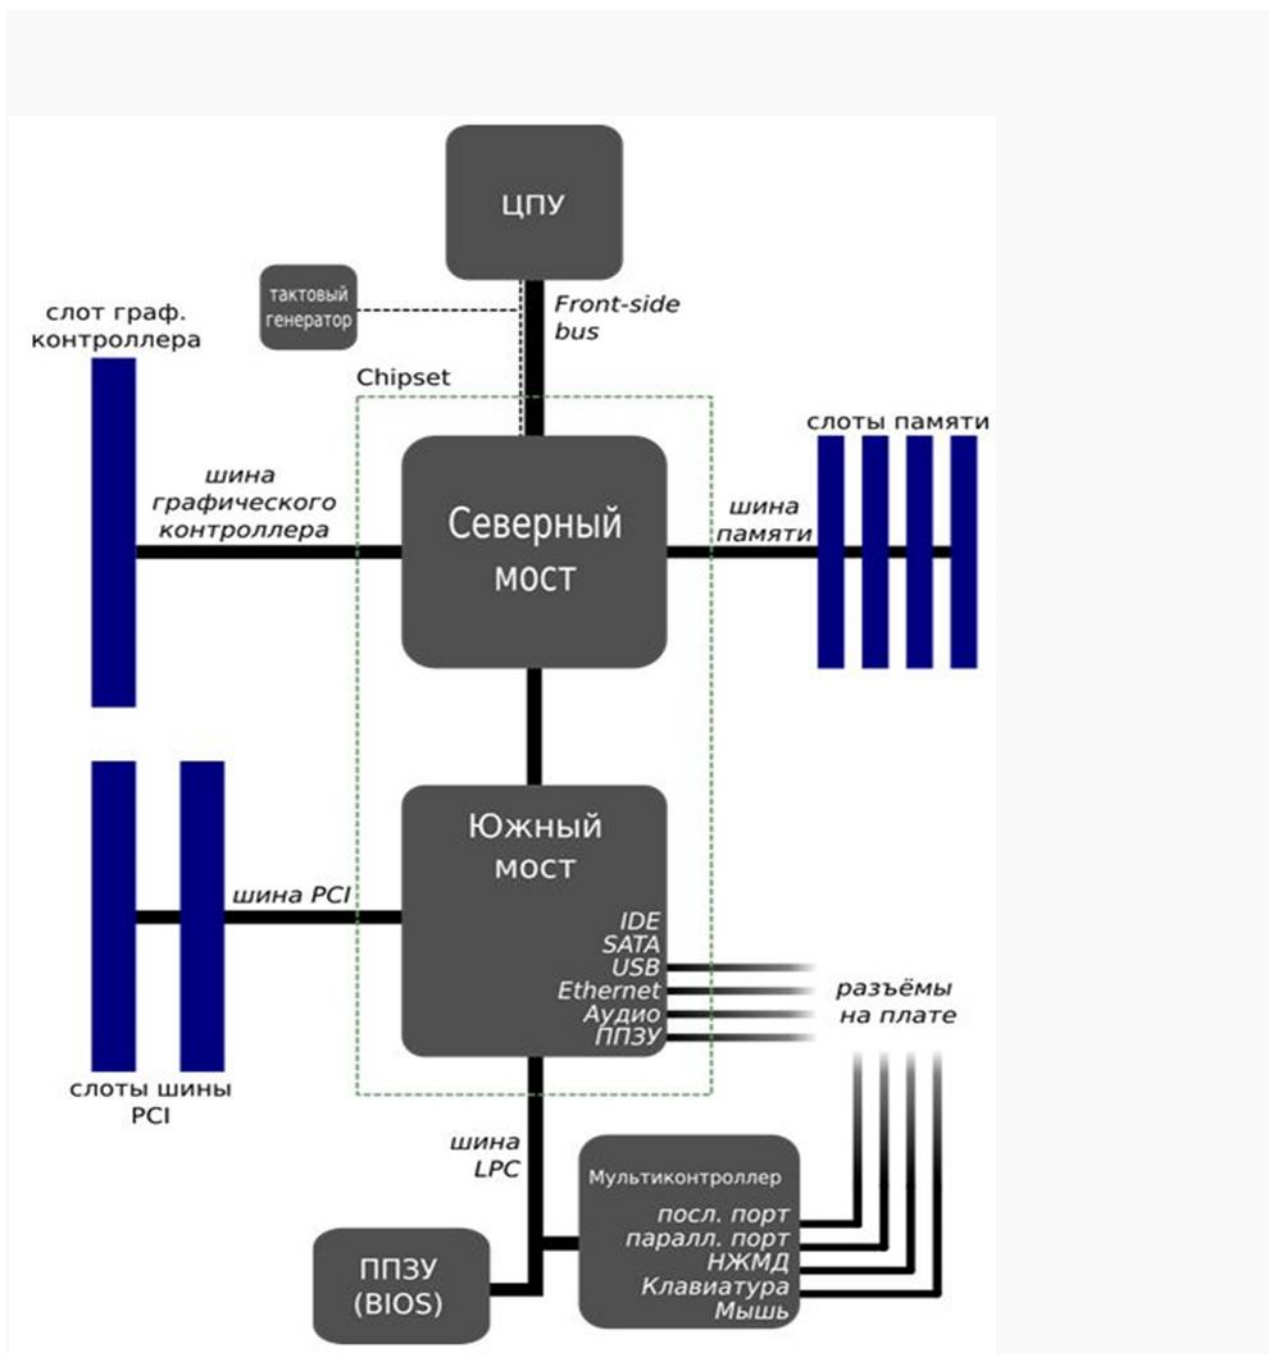 ЦПУ
тактовый
генератор
Front-side
bus
слот граф.
контроллера
Chipset
слоты памяти
шина
графического
контроллера
Северный
мост
шина
памяти
Южный
мост
шина PCI
IDE
SATA
USB
Ethernet
Аудио
ППЗУ
разъёмы
на плате
слоты шины
PCI
шина
LPC
Мультиконтроллер
посл. порт
паралл. порт
НЖМД
Клавиатура
Мышь
ППЗУ
(BIOS)